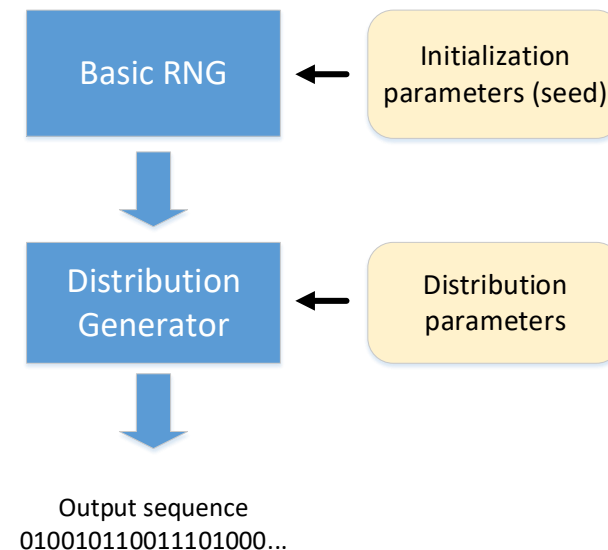 Basic RNG
Initialization
parameters (seed)
Distribution
Generator
Distribution
parameters
Output sequence
010010110011101000...